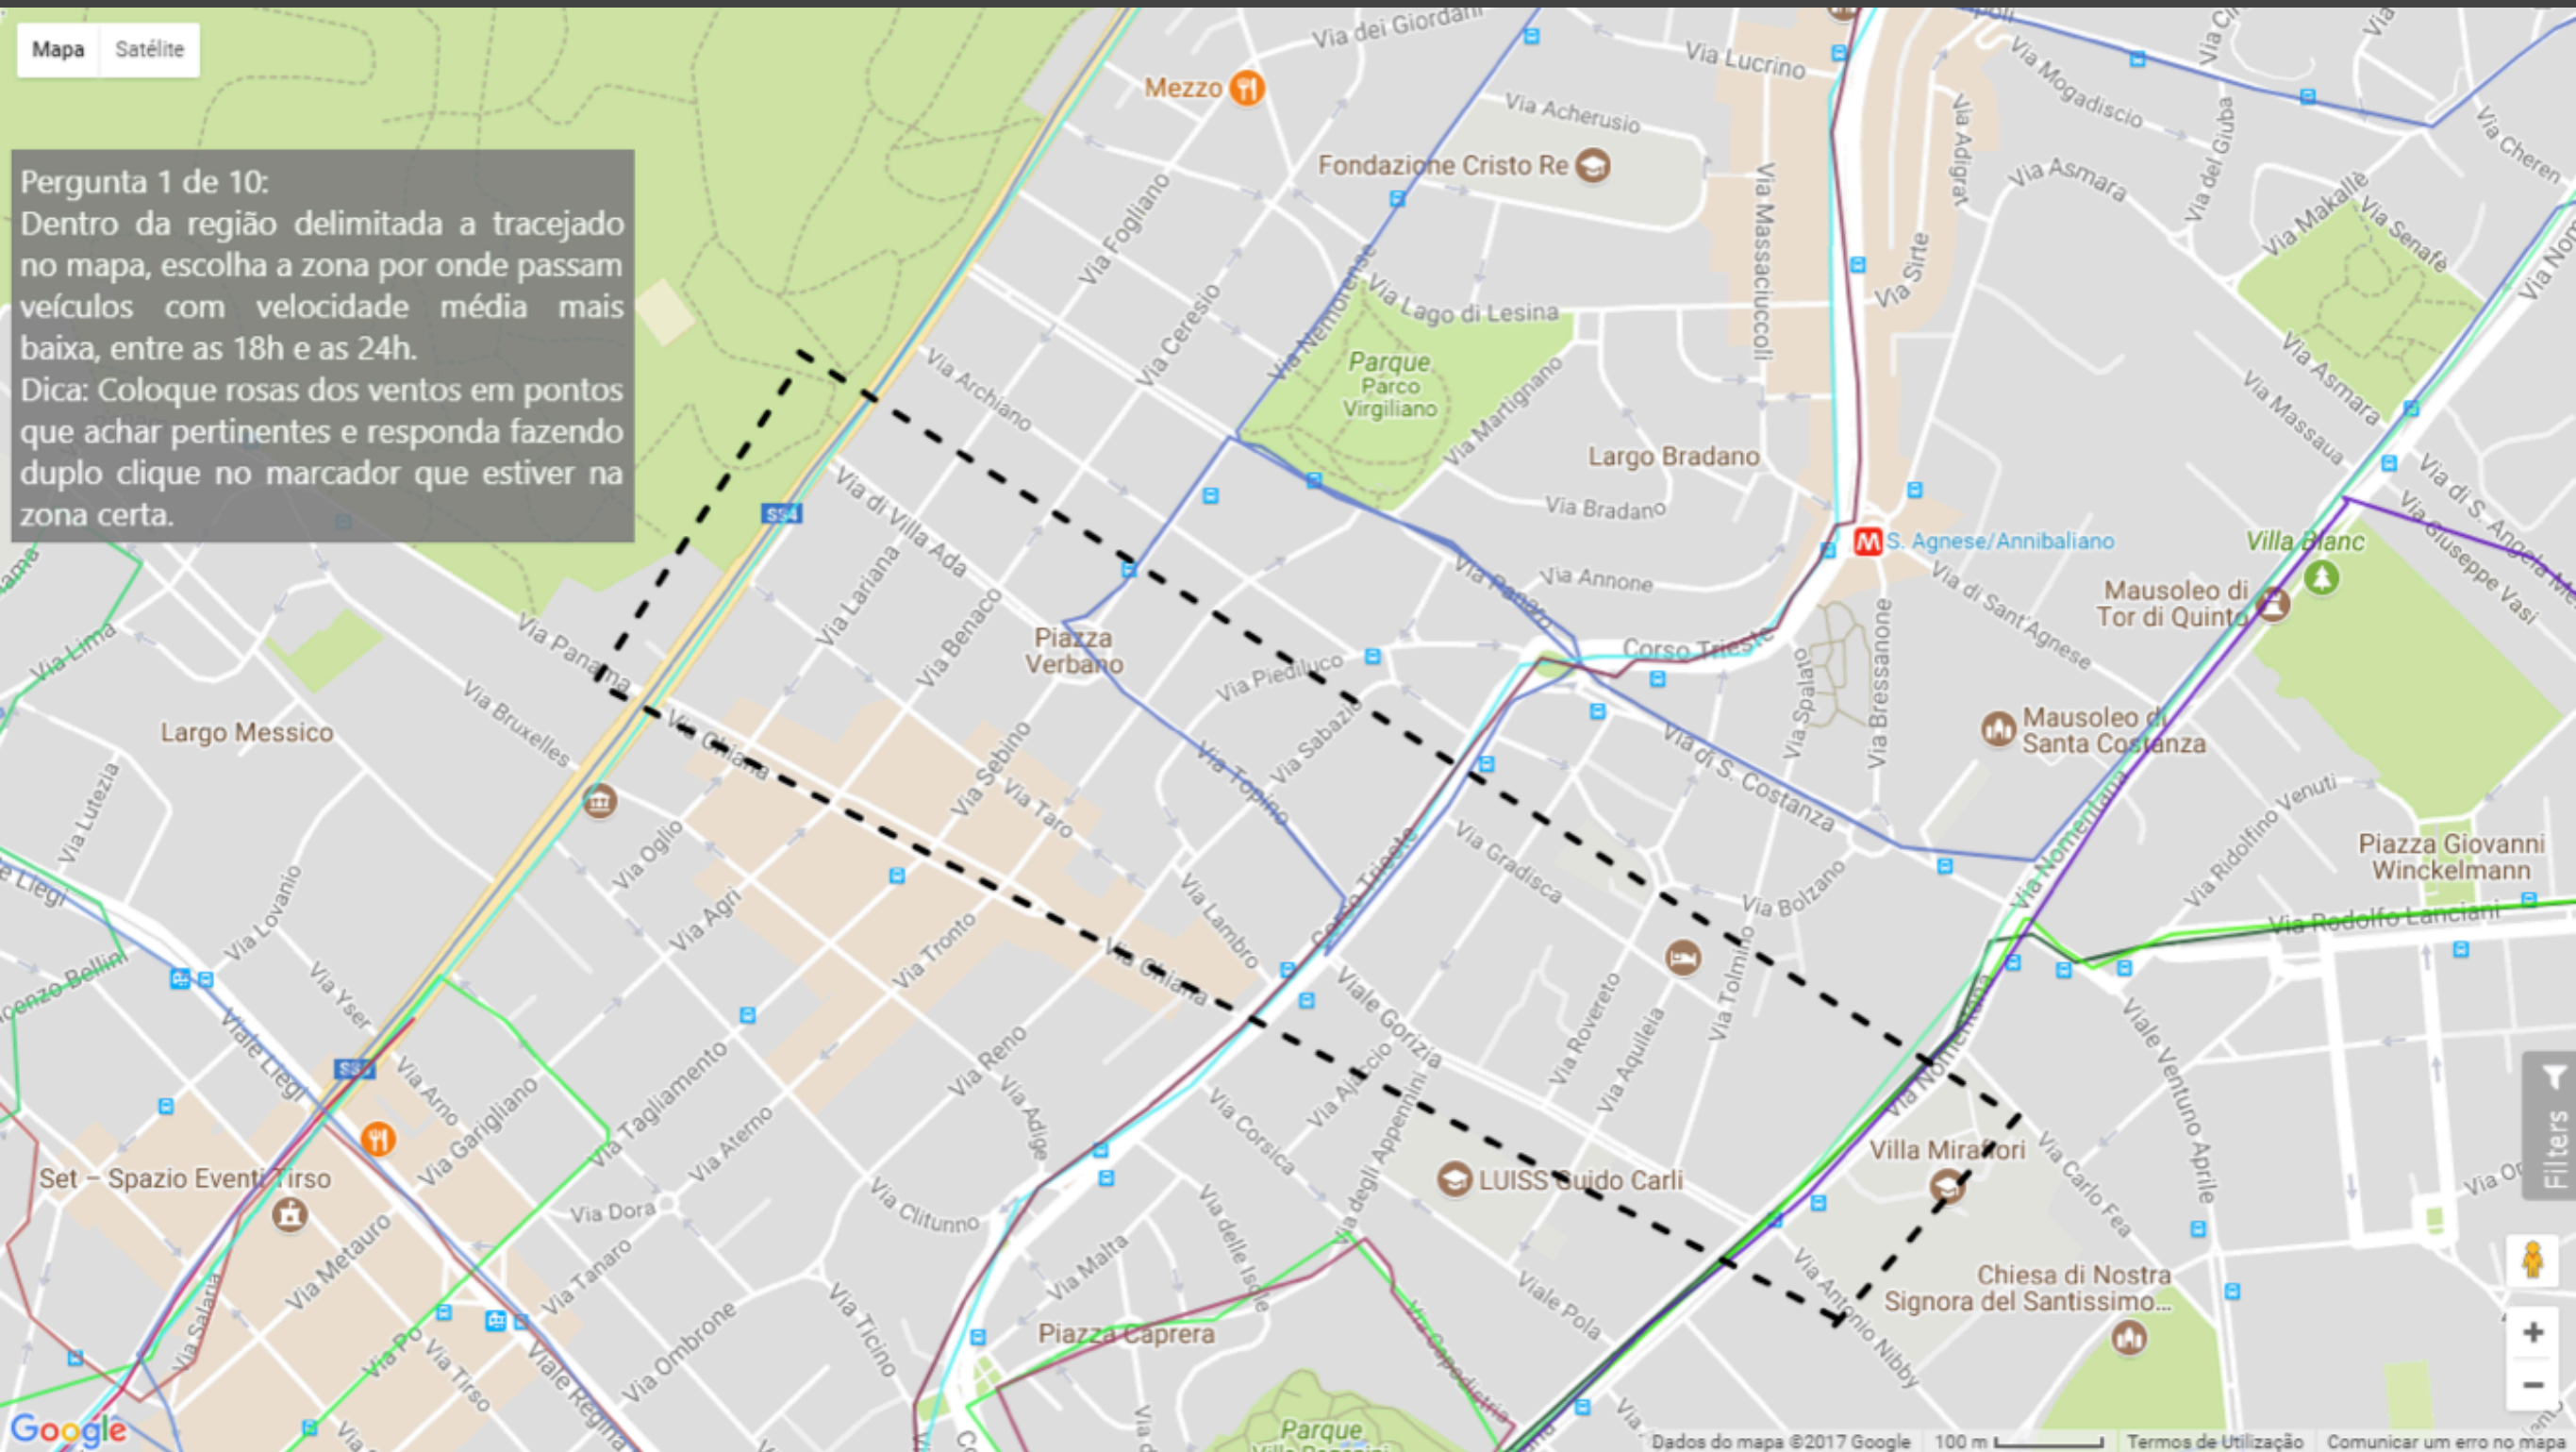 Mapa
Satélite
Pergunta 1 de 10:
Dentro da região delimitada a tracejado
no mapa, escolha a zona por onde passam
veículos com velocidade média mais
baixa, entre as 18h e as 24h.
Dica: Coloque rosas dos ventos em pontos
que achar pertinentes e responda fazendo
duplo clique no marcador que estiver na
zona certa.
Via dei Giordani
Mezzo
Via Lucrino
Via Mogadiscio
Via Acherusio
Fondazione Cristo Re
Via Adigrat
Via del Giuba
Via Cheren
Via Asmara
Via Makallè
Via Senafè
Via Fogliano
Via Massaciuccoli
Via Sirte
Via Ceresio
Via Nemorense
Via Lago di Lesina
Parque
Parco
Virgiliano
Via Martignano
Via Archiano
Via Asmara
Via Massaua
Largo Bradano
Via Bradano
SS4
Via di Villa Ada
S. Agnese/Annibaliano
Villa Blanc
Via Giuseppe Vasi
Via Annone
Via Panaro
Via di Sant'Agnese
Mausoleo di
Tor di Quinto
Via Lariana
Via Benaco
Piazza
Verbano
Via Lima
Via Panama
Via Piediluco
Corso Trieste
Via Spalato
Via Bressanone
Via Bruxelles
Largo Messico
Via Chiana
Via Sebino
Via Sabazio
Via Topino
Via di S. Costanza
Mausoleo di
Santa Costanza
Via Lutezia
Via Taro
Via Nomentana
Via Ridolfino Venuti
Piazza Giovanni
Winckelmann
Via Oglio
Via Agri
Via Lovanio
Corso Trieste
Via Gradisca
Via Bolzano
Via Rodolfo Lanciani
Via Lambro
Via Tronto
Via Chiana
Via Yser
Viale Liegi
Viale Gorizia
Via Rovereto
Via Aquileia
Via Tolmino
Via Nomentana
Viale Ventuno Aprile
Via Arno
Via Garigliano
Via Tagliamento
Via Reno
Via Adige
Via Aterno
Via Corsica
Via Ajaccio
Via degli Appennini
LUISS Guido Carli
Villa Mirafiori
Via Carlo Fea
Filters
Set – Spazio Eventi Tirso
Via Dora
Via Clitunno
Via Metauro
Via Tanaro
Via Malta
Via delle Isole
Viale Pola
Via Antonio Nibby
Chiesa di Nostra
Signora del Santissimo...
Via Salaria
Via Po
Via Tirso
Via Ombrone
Via Ticino
Piazza Caprera
Via Capodistria
Viale Regina
Google
Parque
Dados do mapa ©2017 Google
100 m
Termos de Utilização
Comunicar um erro no mapa